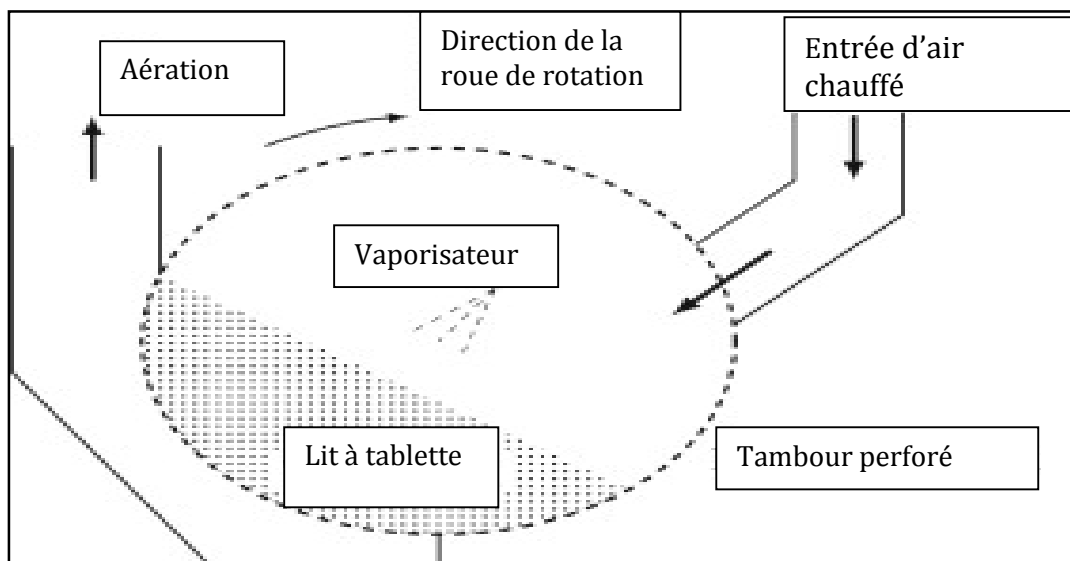 Aération
Direction de la
roue de rotation
Entrée d’air
chauffé
Vaporisateur
Lit à tablette
Tambour perforé